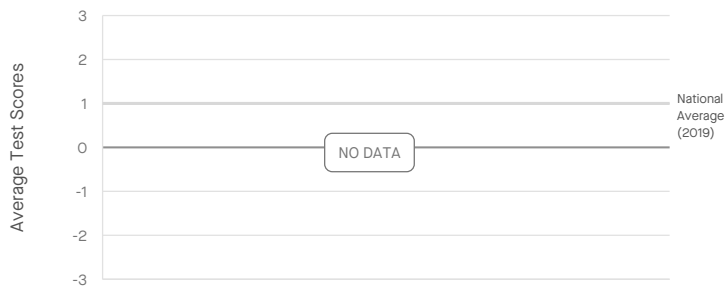 3
2
1
0
-1
-2
-3
Average Test Scores
National
Average
(2019)
NO DATA